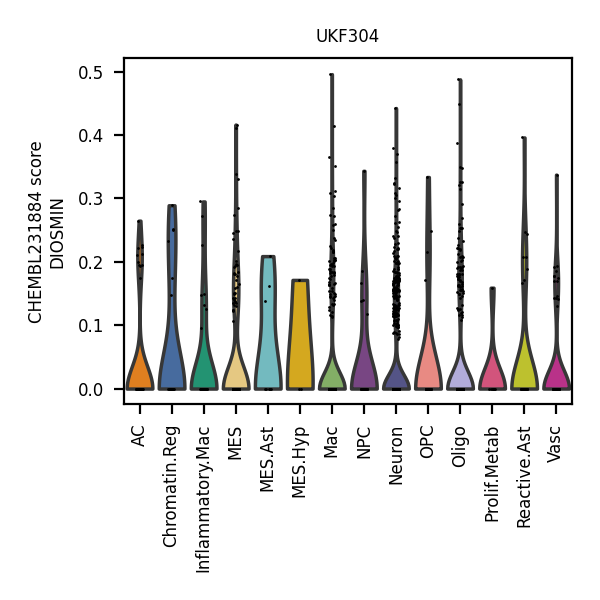 UKF304
CHEMBL231884 score
DIOSMIN
0.5
0.4
0.3
0.2
0.1
0.0
AC
Chromatin.Reg
Inflammatory.Mac
MES
MES.Ast
MES.Hyp
Mac
NPC
Neuron
OPC
Oligo
Prolif.Metab
Reactive.Ast
Vasc